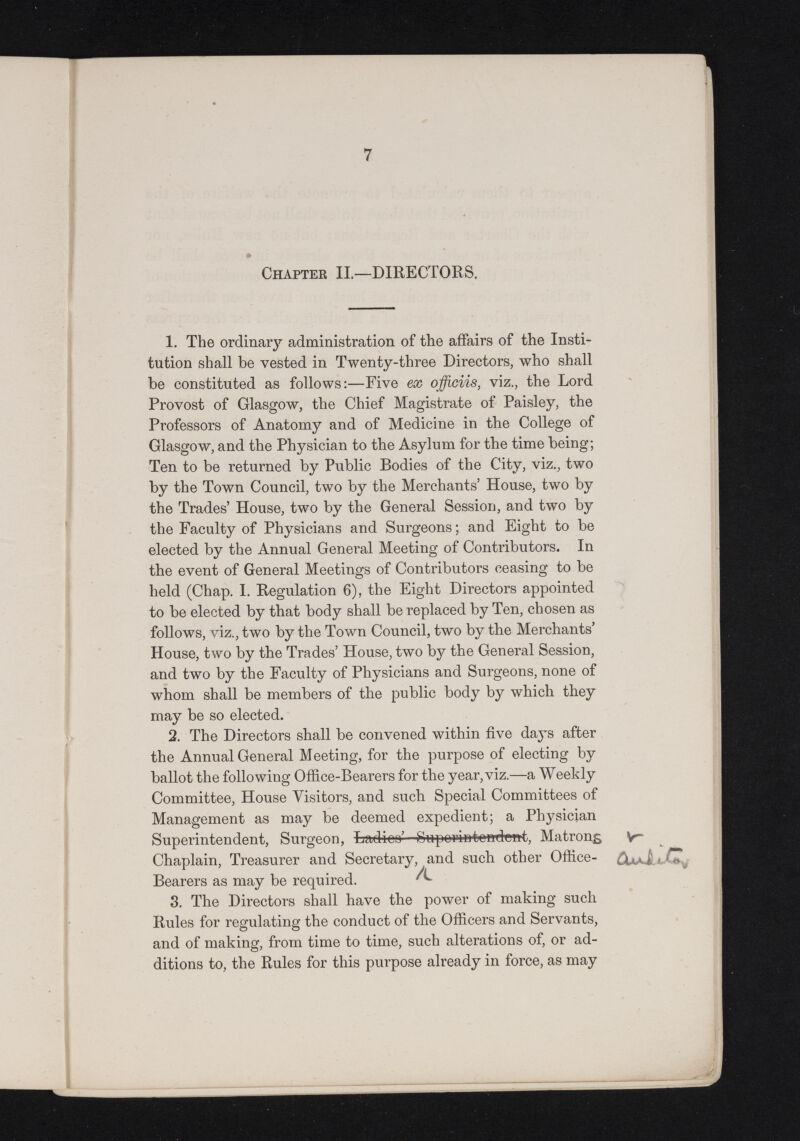 7
CHAPTER II.—DIRECTORS.
1. The ordinary administration of the affairs of the Insti-
tution shall be vested in Twenty-three Directors, who shall
be constituted as follows:—Five ex officiis, viz., the Lord
Provost of Glasgow, the Chief Magistrate of Paisley, the
Professors of Anatomy and of Medicine in the College of
Glasgow, and the Physician to the Asylum for the time being;
Ten to be returned by Public Bodies of the City, viz., two
by the Town Council, two by the Merchants' House, two by
the Trades' House, two by the General Session, and two by
the Faculty of Physicians and Surgeons; and Eight to be
elected by the Annual General Meeting of Contributors. In
the event of General Meetings of Contributors ceasing to be
held (Chap. I. Regulation 6), the Eight Directors appointed
to be elected by that body shall be replaced by Ten, chosen as
follows, viz., two by the Town Council, two by the Merchants'
House, two by the Trades' House, two by the General Session,
and two by the Faculty of Physicians and Surgeons, none of
whom shall be members of the public body by which they
may be so elected.
2. The Directors shall be convened within five days after
the Annual General Meeting, for the purpose of electing by
ballot the following Office-Bearers for the year, viz.—a Weekly
Committee, House Visitors, and such Special Committees of
Management as may be deemed expedient; a Physician
Superintendent, Surgeon, Ladies' Superintendent, Matrons
Chaplain, Treasurer and Secretary, and such other Office- Auditor
Bearers as may be required.
3. The Directors shall have the power of making such
Rules for regulating the conduct of the Officers and Servants,
and of making, from time to time, such alterations of, or ad-
ditions to, the Rules for this purpose already in force, as may